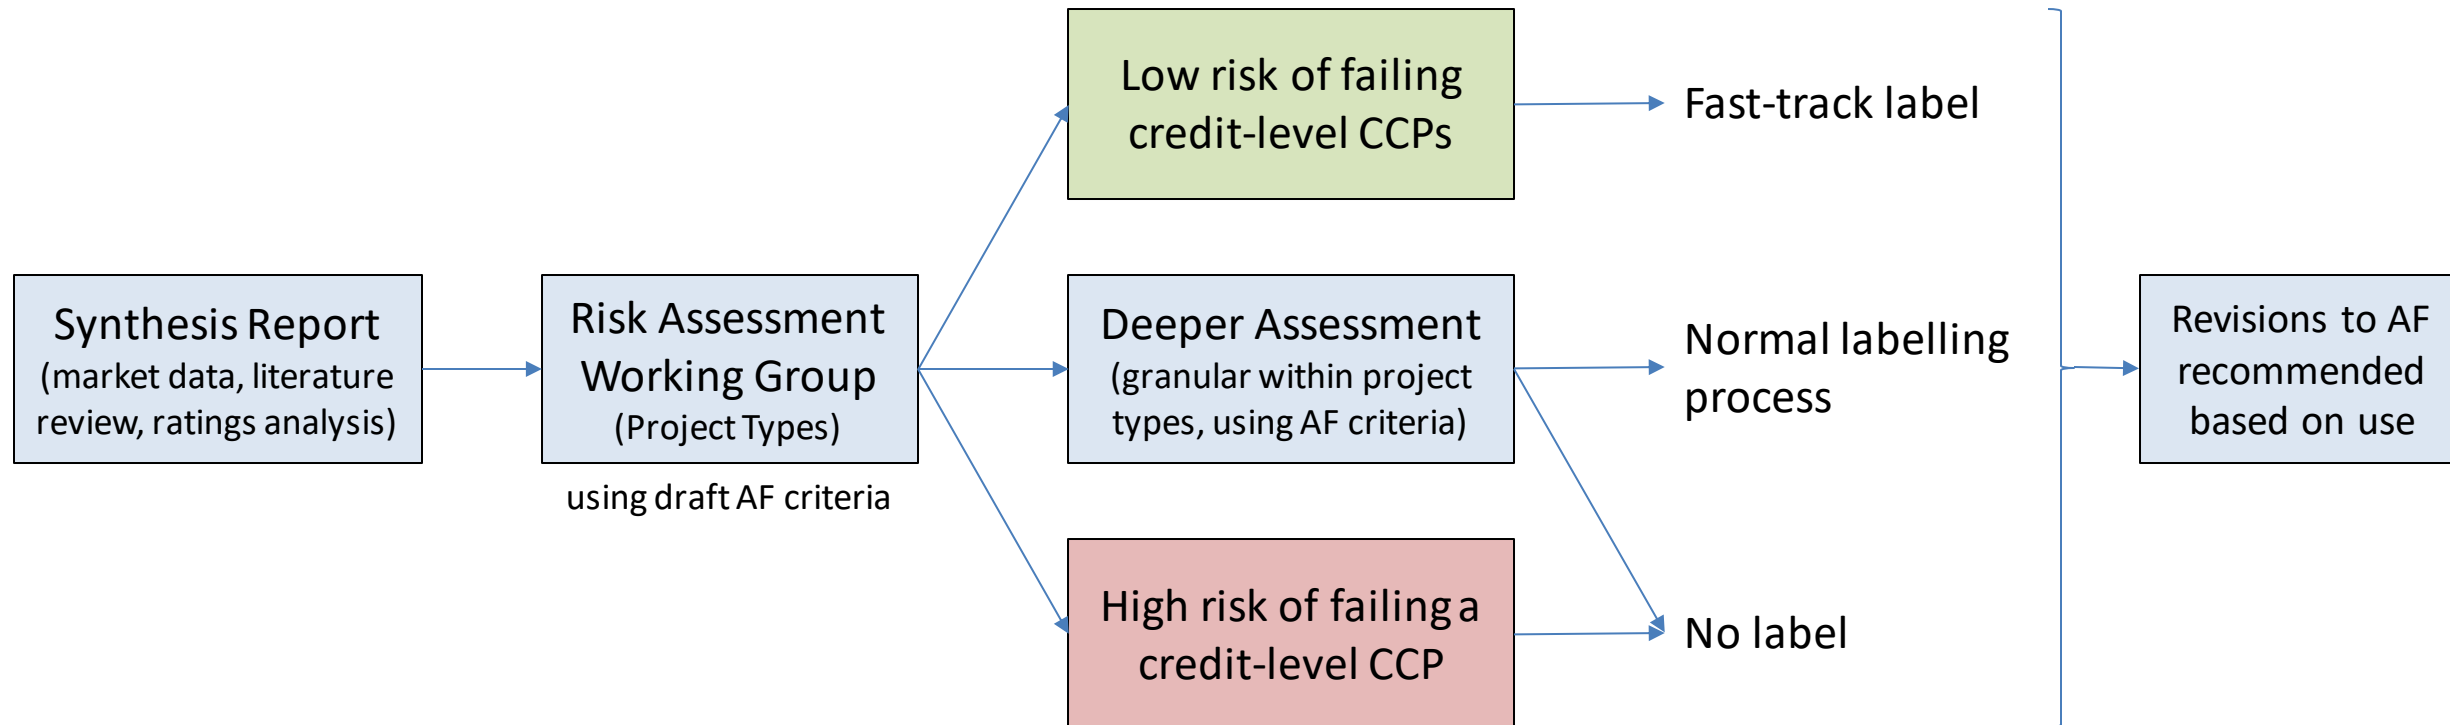 Synthesis Report
(market data, literature
review, ratings analysis)
Risk Assessment
Working Group
(Project Types)
using draft AF criteria
Low risk of failing
credit-level CCPs
Deeper Assessment
(granular within project
types, using AF criteria)
High risk of failing a
credit-level CCP
Fast-track label
Normal labelling
process
No label
Revisions to AF
recommended
based on use